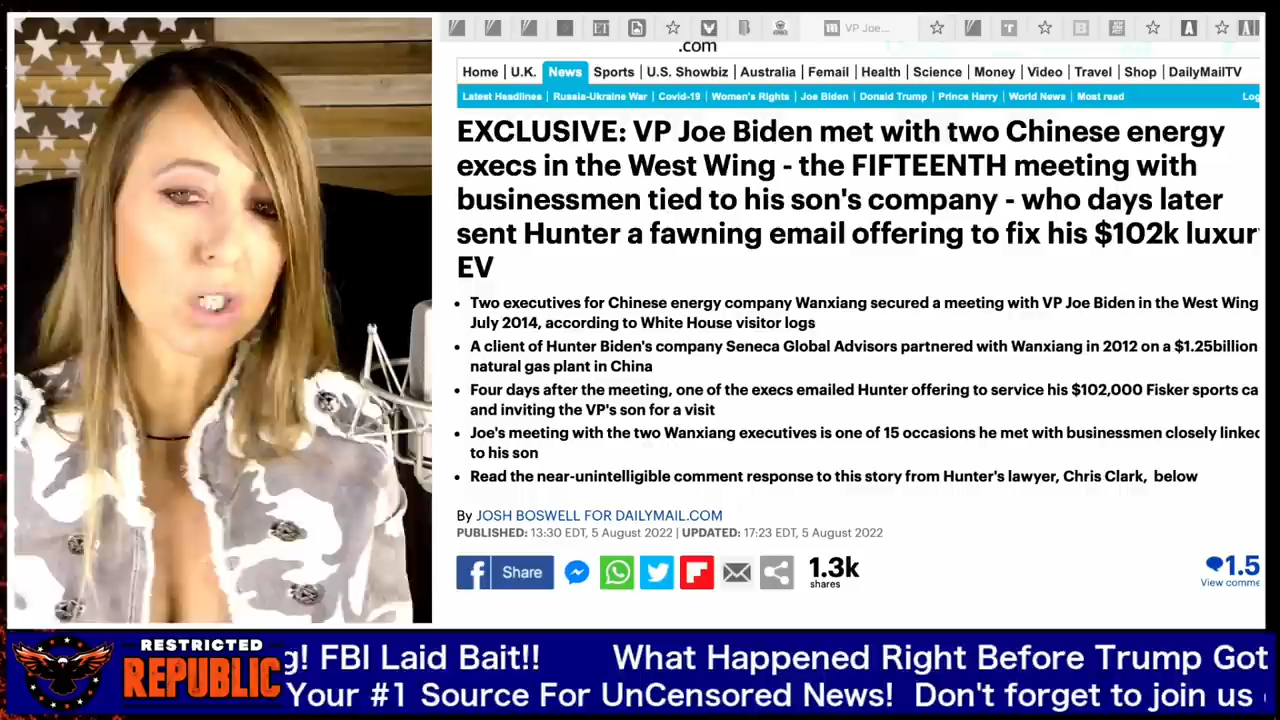 VP Joe...
.com
Home | U.K. News Sports | U.S. Showbiz | Australia | Femail | Health | Science | Money | Video | Travel | Shop | DailyMailTV
Latest Headlines | Russia-Ukraine War | Covid-19 | Women's Rights | Joe Biden | Donald Trump | Prince Harry | World News | Most read Log
EXCLUSIVE: VP Joe Biden met with two Chinese energy
execs in the West Wing - the FIFTEENTH meeting with
businessmen tied to his son's company - who days later
sent Hunter a fawning email offering to fix his $102k luxur
EV
• Two executives for Chinese energy company Wanxiang secured a meeting with VP Joe Biden in the West Wing
July 2014, according to White House visitor logs
• A client of Hunter Biden's company Seneca Global Advisors partnered with Wanxiang in 2012 on a $1.25billion
natural gas plant in China
• Four days after the meeting, one of the execs emailed Hunter offering to service his $102,000 Fisker sports ca
and inviting the VP's son for a visit
• Joe's meeting with the two Wanxiang executives is one of 15 occasions he met with businessmen closely linked
to his son
• Read the near-unintelligible comment response to this story from Hunter's lawyer, Chris Clark, below
By JOSH BOSWELL FOR DAILYMAIL.COM
PUBLISHED: 13:30 EDT, 5 August 2022 | UPDATED: 17:23 EDT, 5 August 2022
Share
1.3k
shares
1.5
View comme
RESTRICTED
REPUBLIC
g! FBI Laid Bait!! What Happened Right Before Trump Got
Your #1 Source For UnCensored News! Don't forget to join us